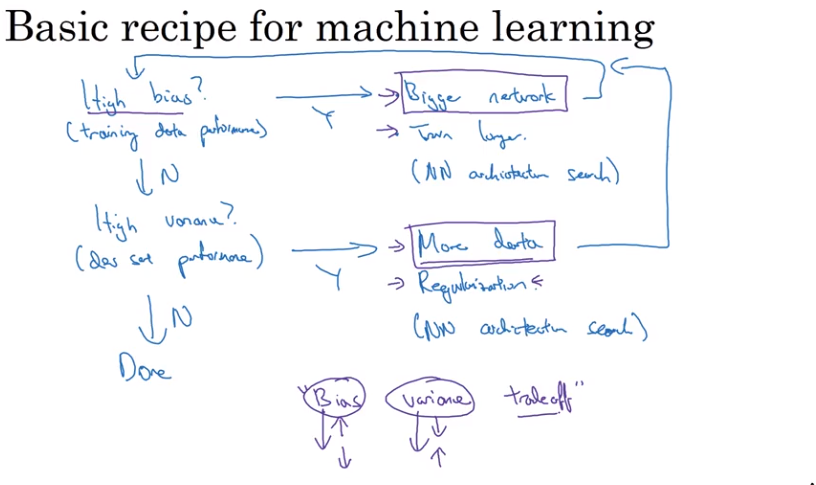 Basic recipe for machine learning
High bias?
(training data performance)
Y
Bigger network
Train longer.
(NN architecture search)
N
High variance?
(dev set performance)
Y
More data
Regularization
(NN architecture search)
N
Done
"Bias variance tradeoff"